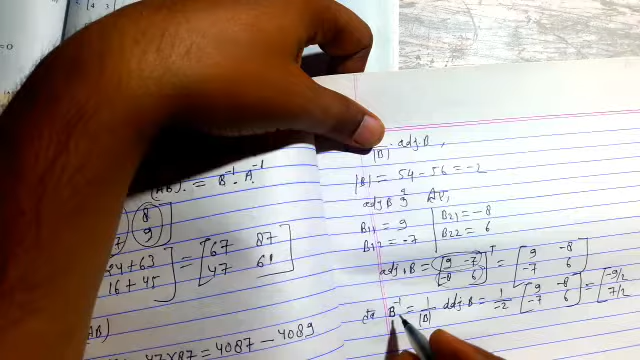 (AB)⁻¹ = B⁻¹. A⁻¹
8
9
24+63
16 + 45
= [67 87
47 61]
AB)
87 = 4087 - 4089
|B| . adj.B,
|B| = 54 - 56 = -2
adj B
B₁₁ = 9 | B₂₁ = -8
B₁₂ = -7 | B₂₂ = 6
adj.B = [9 -7
-8 6]ᵀ = [9 -8
-7 6]
B⁻¹ = 1/|B| adj.B = 1/-2 [9 -8
-7 6] = [-9/2
7/2